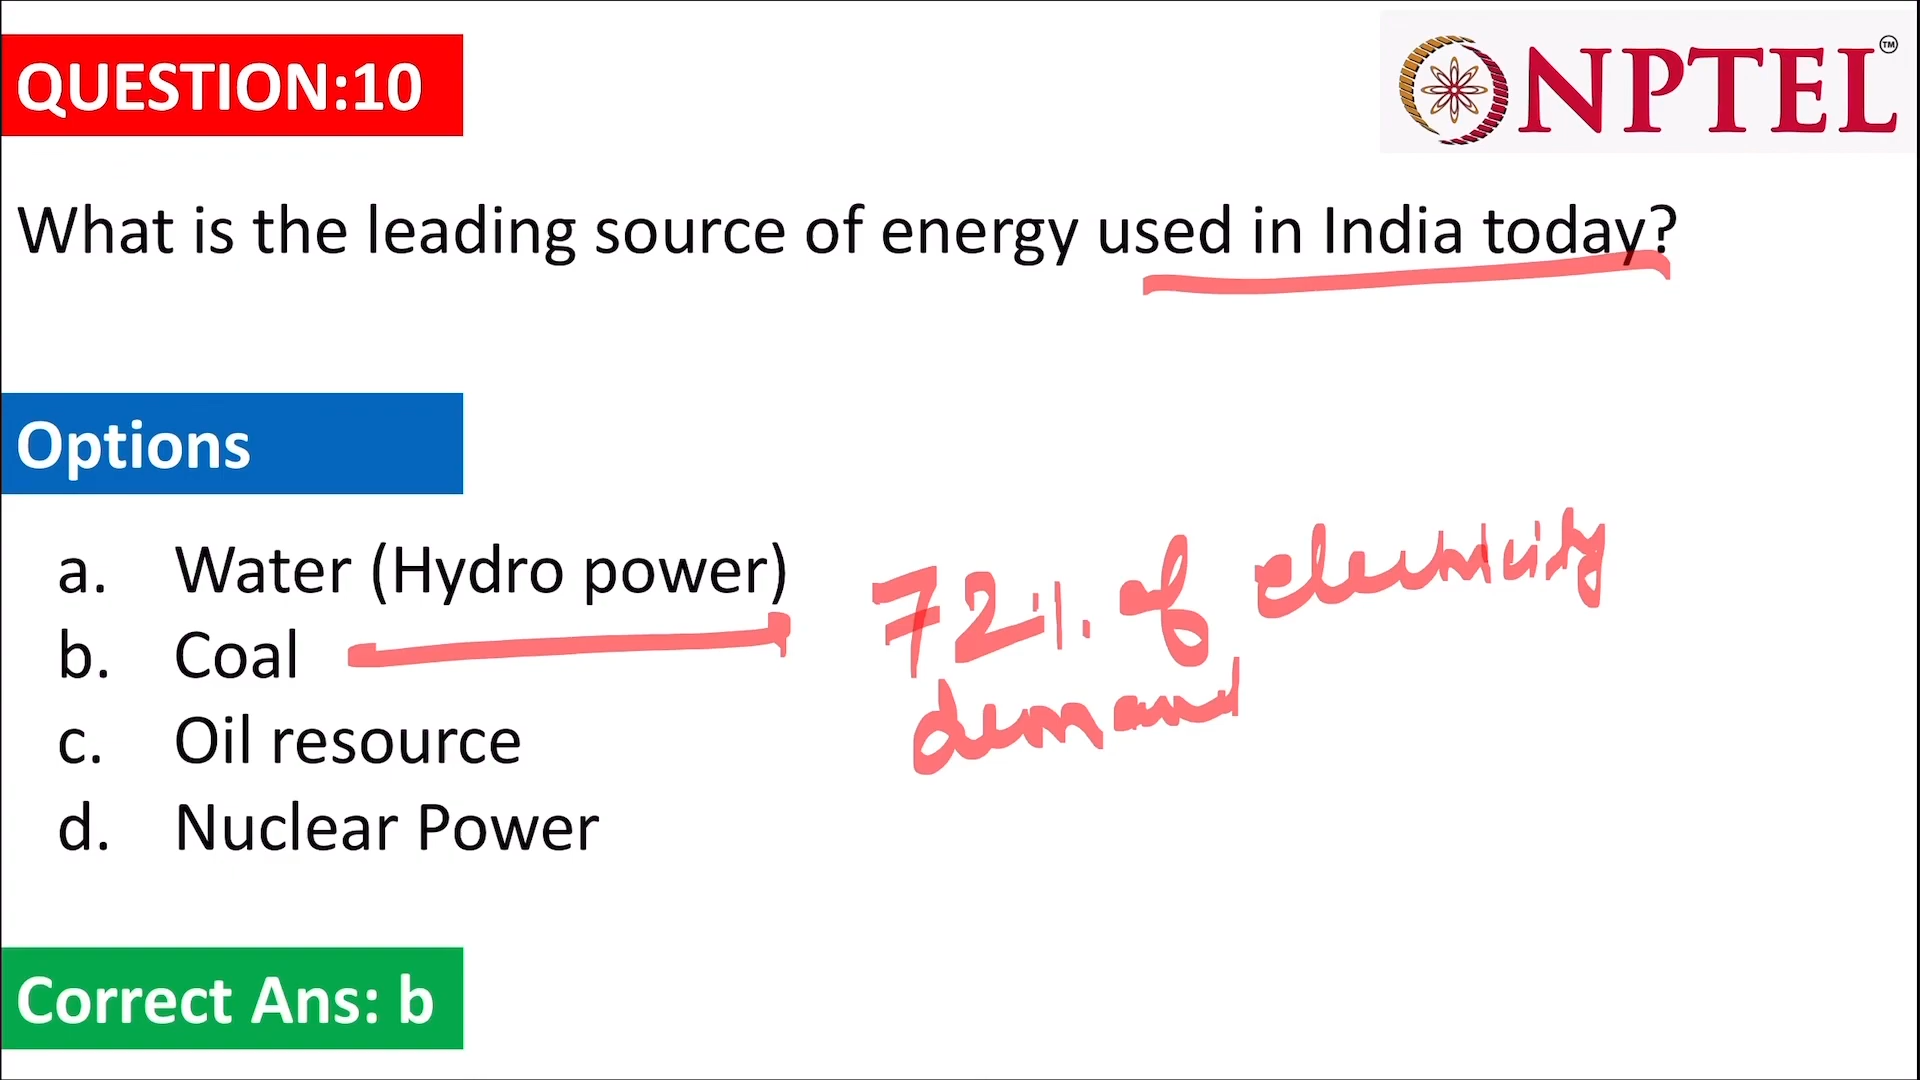 QUESTION:10
NPTEL™
What is the leading source of energy used in India today?
Options
a. Water (Hydro power)
b. Coal
72% of electricity
demand
c. Oil resource
d. Nuclear Power
Correct Ans: b